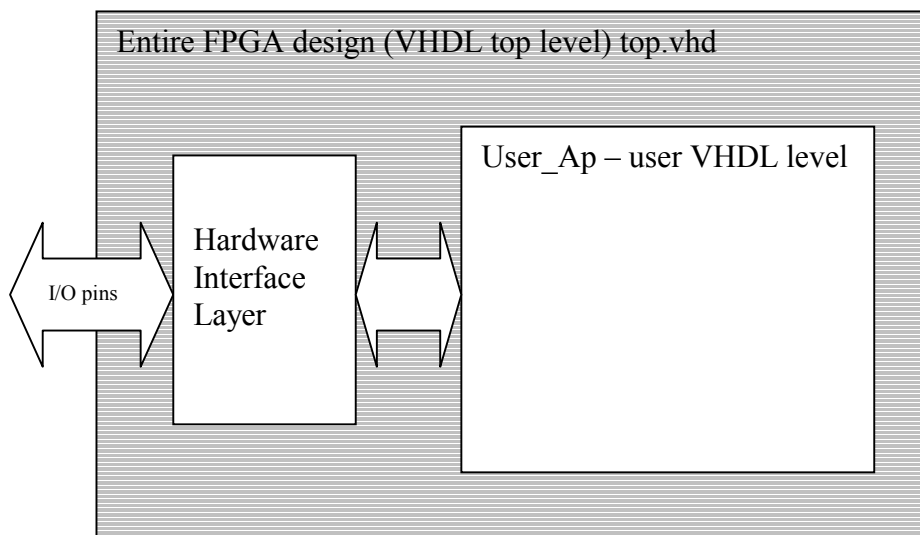 Entire FPGA design (VHDL top level) top.vhd
User_Ap – user VHDL level
Hardware
Interface
Layer
I/O pins